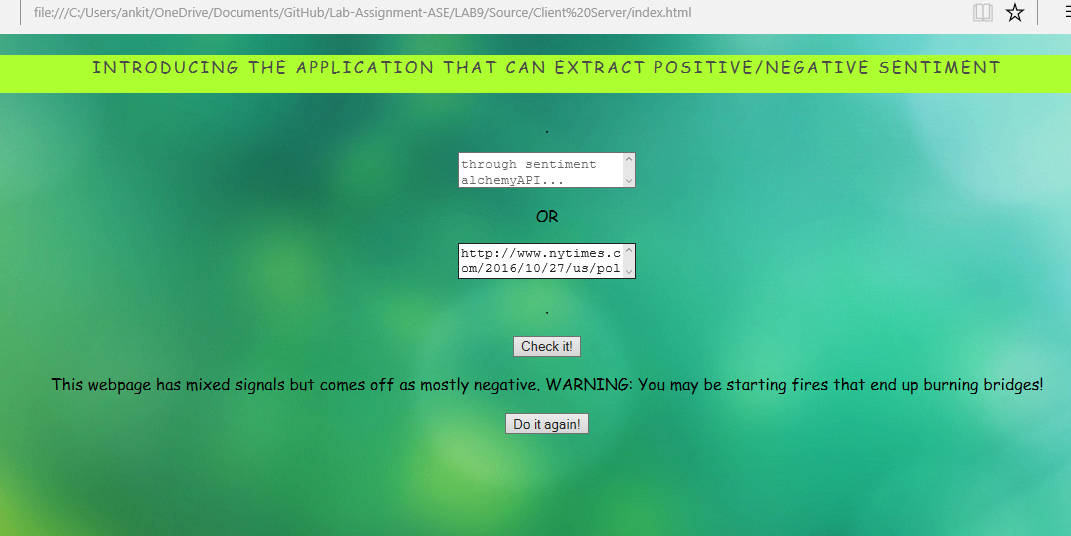 file:///C:/Users/ankit/OneDrive/Documents/GitHub/Lab-Assignment-ASE/LAB9/Source/Client%20Server/index.html
INTRODUCING THE APPLICATION THAT CAN EXTRACT POSITIVE/NEGATIVE SENTIMENT
.
through sentiment
alchemyAPI...
OR
http://www.nytimes.c
om/2016/10/27/us/pol
.
Check it!
This webpage has mixed signals but comes off as mostly negative. WARNING: You may be starting fires that end up burning bridges!
Do it again!